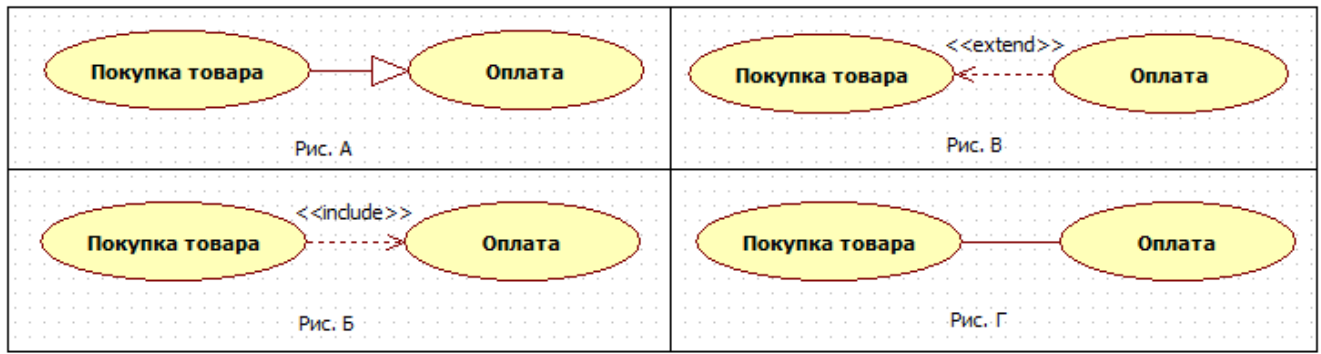 Покупка товара Оплата
Рис. А
<<extend>>
Покупка товара Оплата
Рис. В
<<include>>
Покупка товара Оплата
Рис. Б
Покупка товара Оплата
Рис. Г